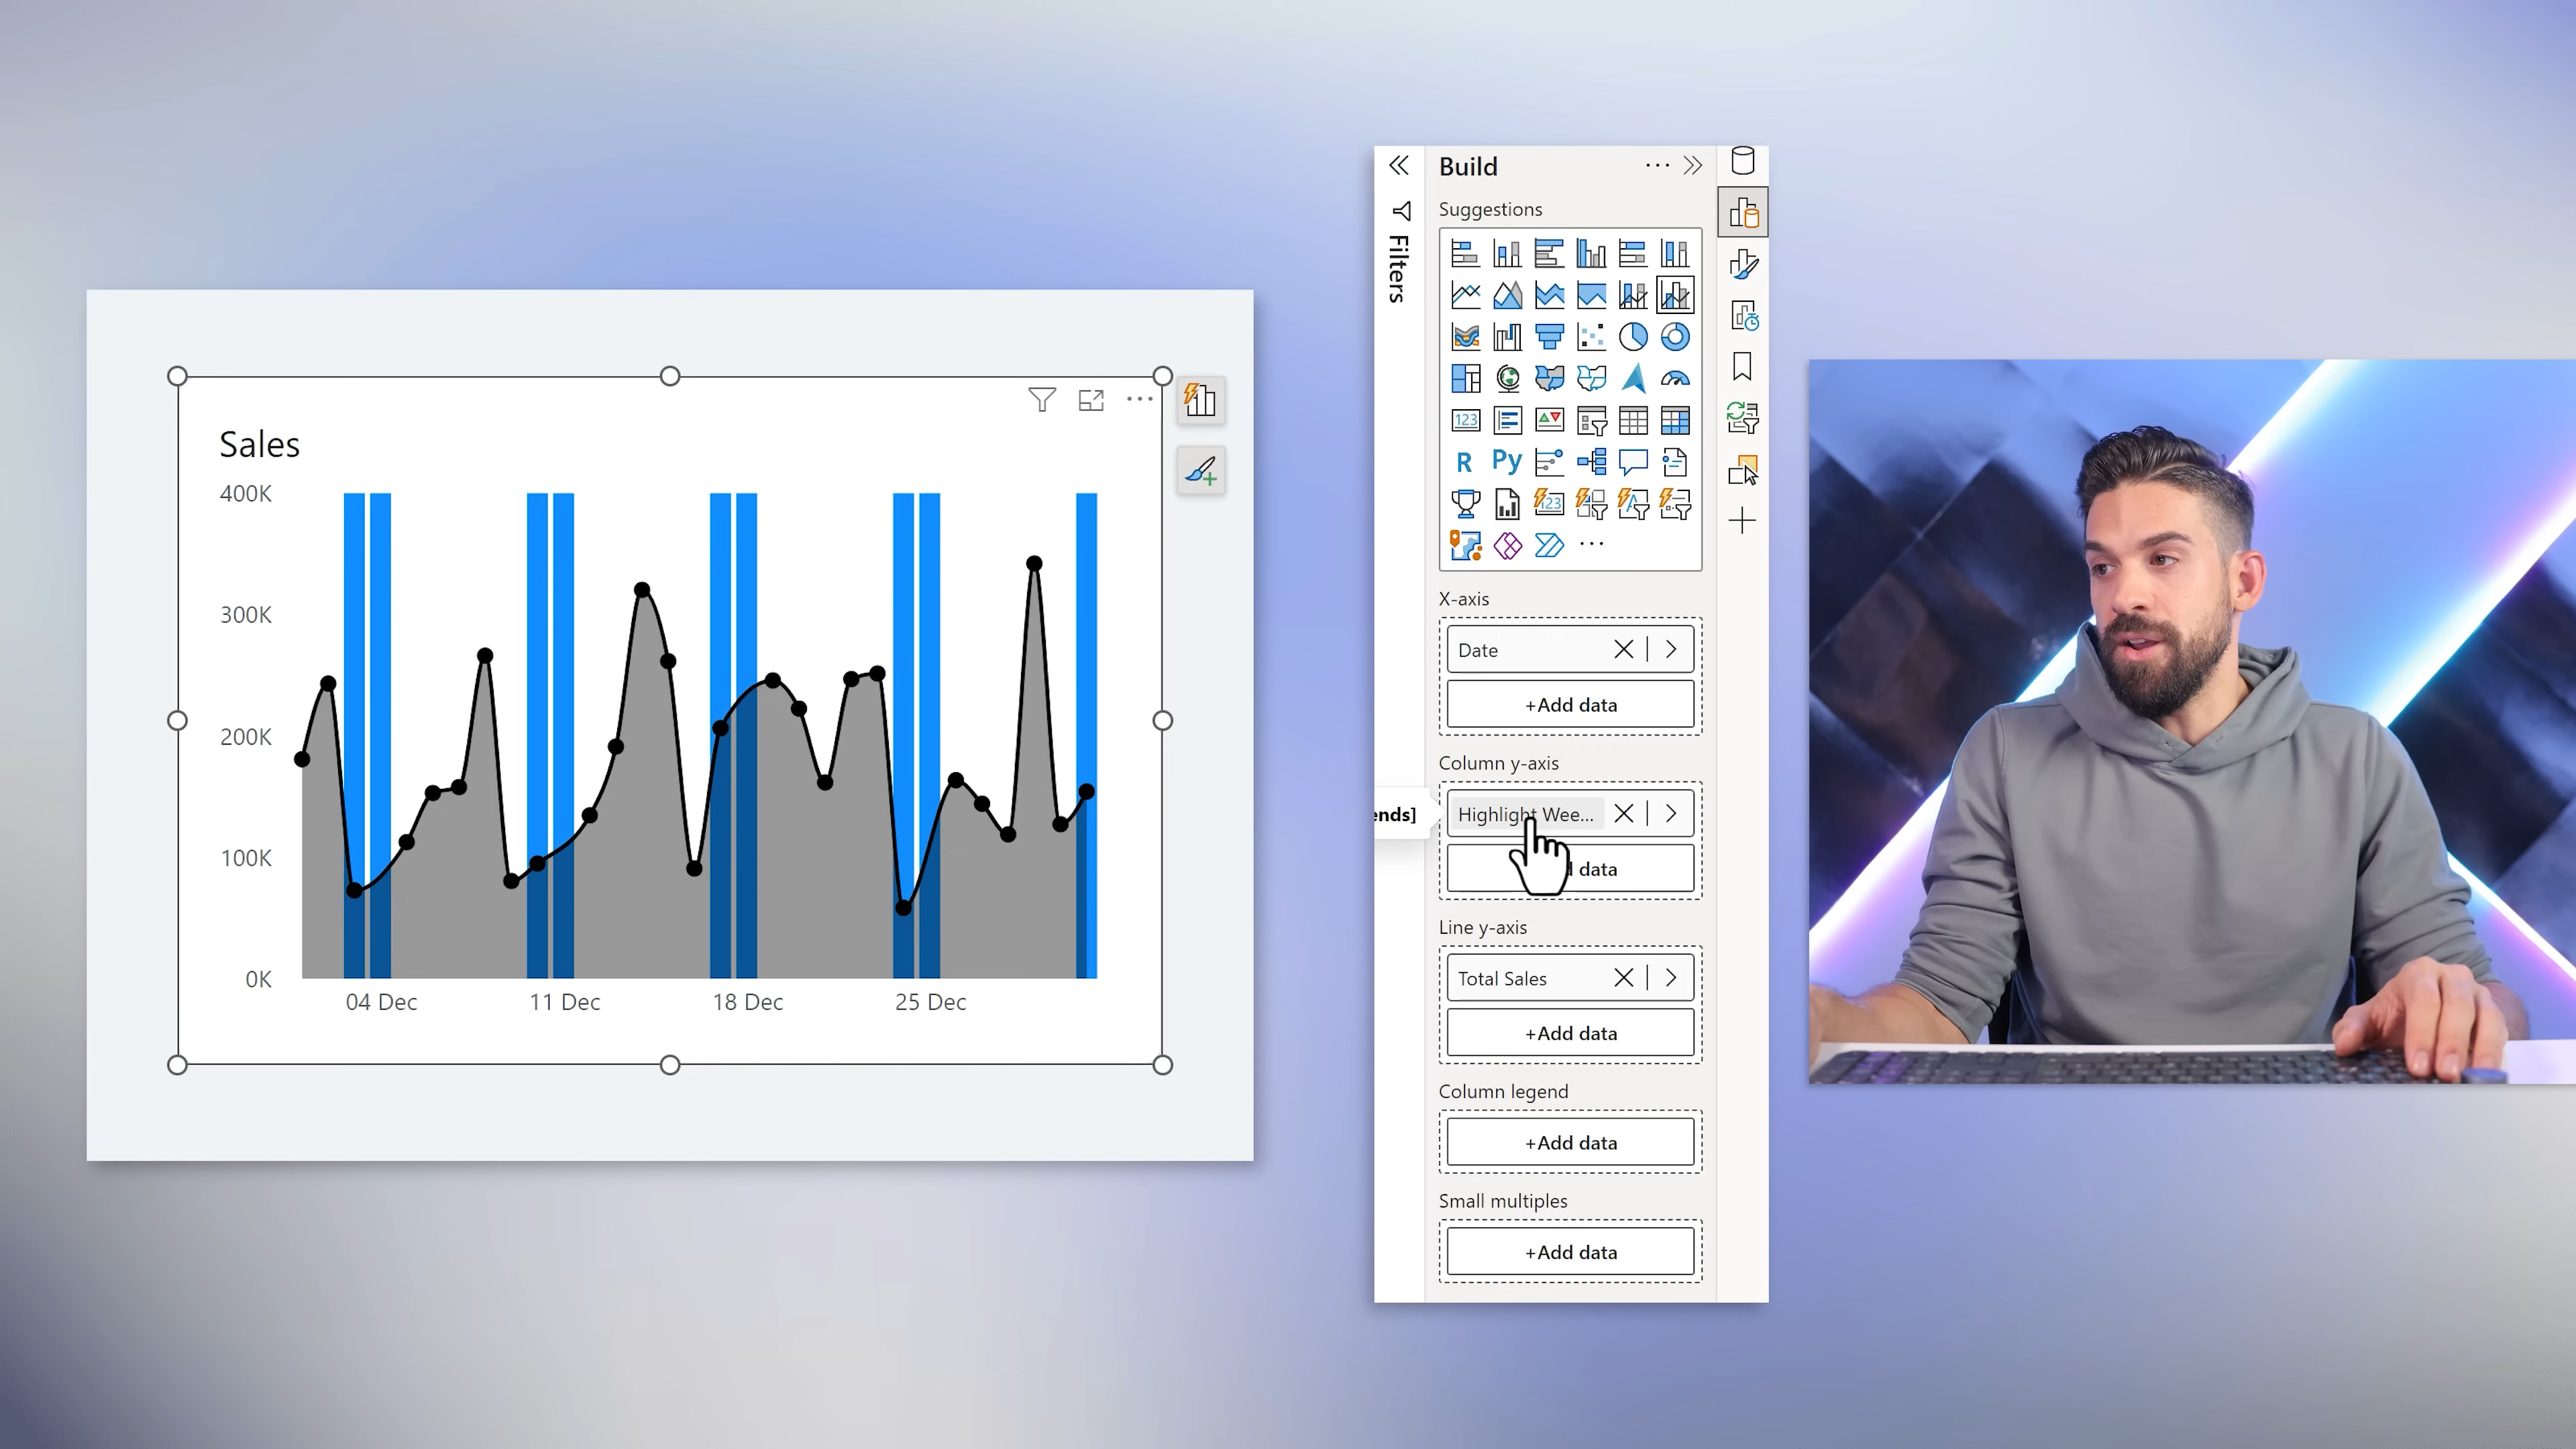 Sales
400K
300K
200K
100K
0K
04 Dec
11 Dec
18 Dec
25 Dec
Filters
Build
Suggestions
123
R
Py
123
X-axis
Date
+Add data
Column y-axis
ends]
Highlight Wee...
data
Line y-axis
Total Sales
+Add data
Column legend
+Add data
Small multiples
+Add data